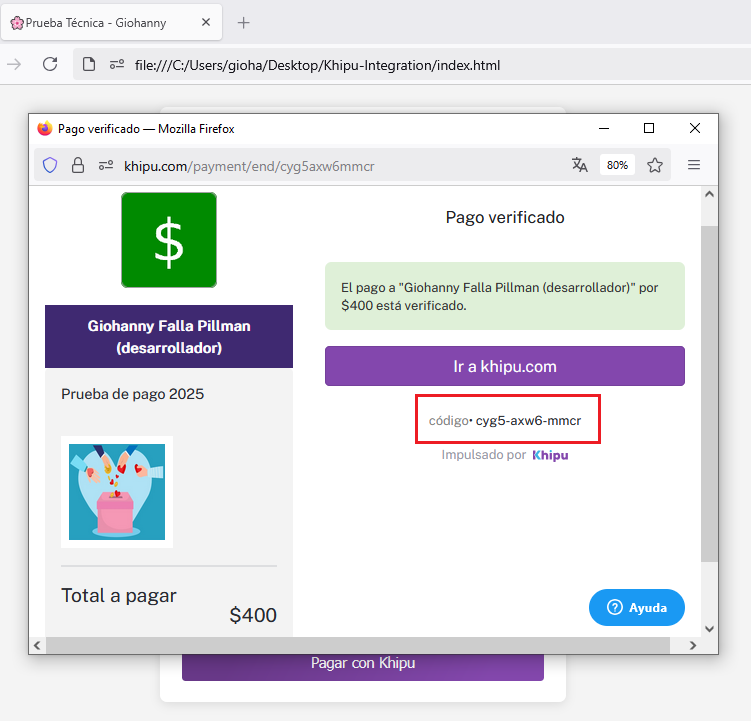 Prueba Técnica - Giohanny
file:///C:/Users/gioha/Desktop/Khipu-Integration/index.html
Pago verificado — Mozilla Firefox
khipu.com/payment/end/cyg5axw6mmcr
80%
$
Giohanny Falla Pillman
(desarrollador)
Prueba de pago 2025
Total a pagar
$400
Pago verificado
El pago a "Giohanny Falla Pillman (desarrollador)" por
$400 está verificado.
Ir a khipu.com
código• cyg5-axw6-mmcr
Impulsado por Khipu
Ayuda
Pagar con Khipu